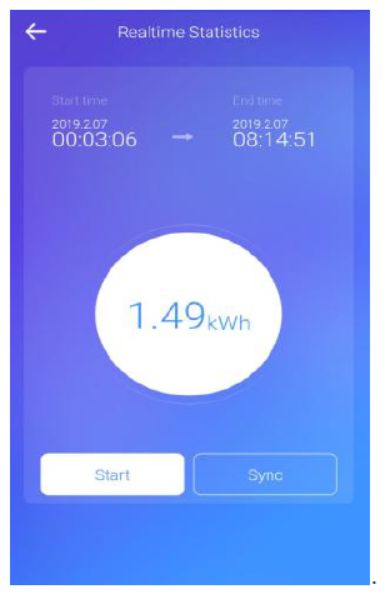 Realtime Statistics
Start time
End time
2019.2.07
00:03:06
2019.2.07
08:14:51
1.49kWh
Start
Sync
.